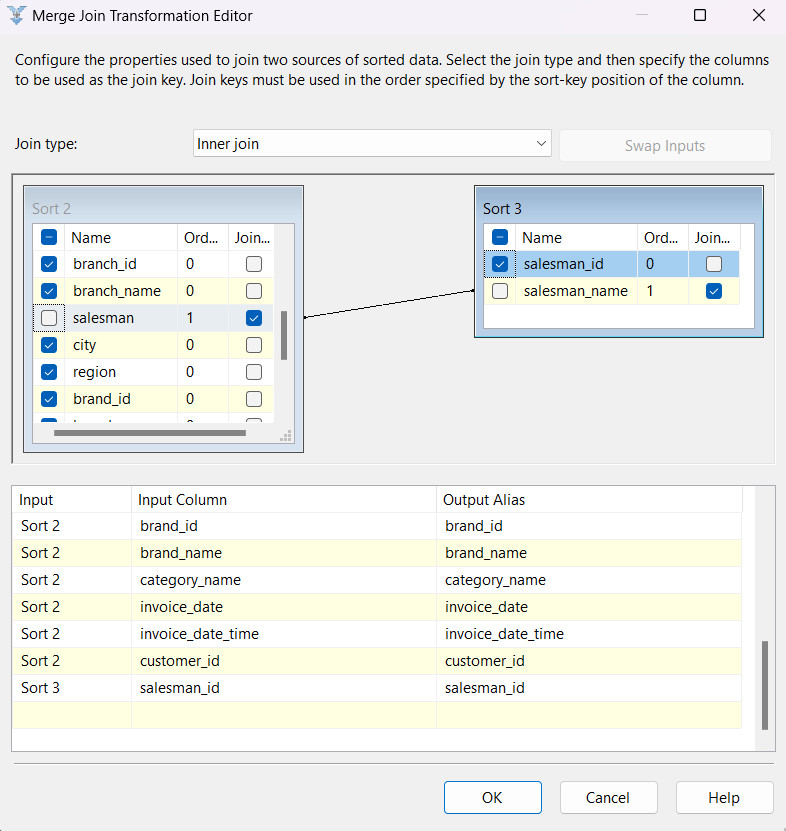 Merge Join Transformation Editor
Configure the properties used to join two sources of sorted data. Select the join type and then specify the columns
to be used as the join key. Join keys must be used in the order specified by the sort-key position of the column.
Join type: Inner join Swap Inputs
Sort 2
Name Ord... Join...
branch_id 0
branch_name 0
salesman 1
city 0
region 0
brand_id 0
Sort 3
Name Ord... Join...
salesman_id 0
salesman_name 1
Input Input Column Output Alias
Sort 2 brand_id brand_id
Sort 2 brand_name brand_name
Sort 2 category_name category_name
Sort 2 invoice_date invoice_date
Sort 2 invoice_date_time invoice_date_time
Sort 2 customer_id customer_id
Sort 3 salesman_id salesman_id
OK Cancel Help